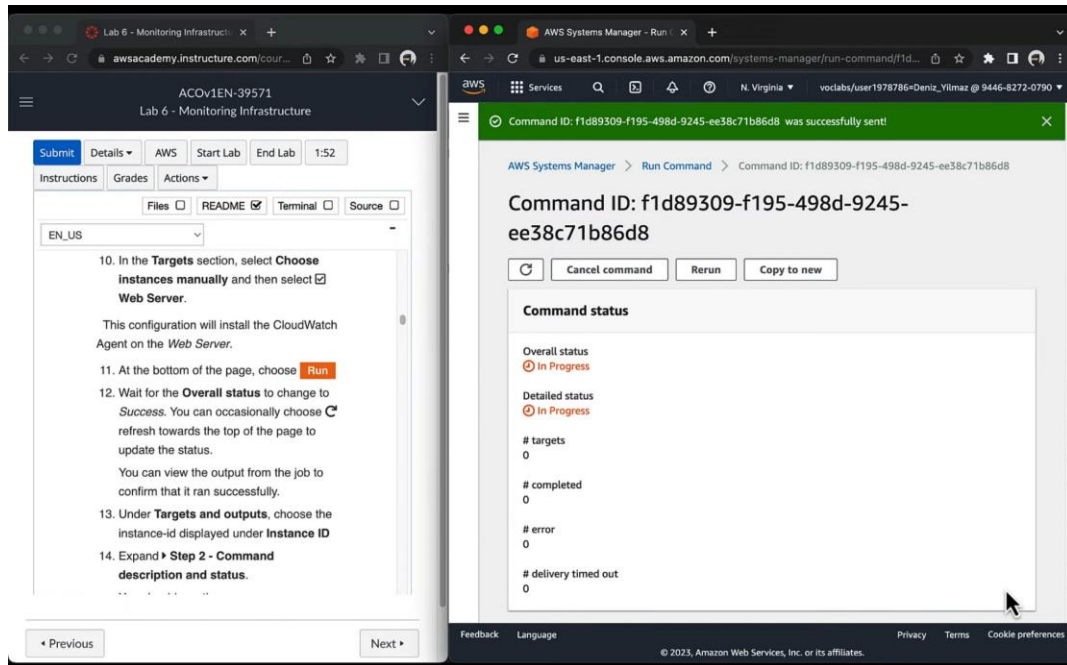 Lab 6 - Monitoring Infrastruct
awsacademy.instructure.com/cour...
ACOv1EN-39571
Lab 6 - Monitoring Infrastructure
Submit Details AWS Start Lab End Lab 1:52
Instructions Grades Actions
Files README Terminal Source
EN_US
10. In the Targets section, select Choose
instances manually and then select
Web Server.
This configuration will install the CloudWatch
Agent on the Web Server.
11. At the bottom of the page, choose Run
12. Wait for the Overall status to change to
Success. You can occasionally choose
refresh towards the top of the page to
update the status.
You can view the output from the job to
confirm that it ran successfully.
13. Under Targets and outputs, choose the
instance-id displayed under Instance ID
14. Expand Step 2 - Command
description and status.
Previous Next
AWS Systems Manager - Run C
us-east-1.console.aws.amazon.com/systems-manager/run-command/f1d...
aws Services N. Virginia voclabs/user1978786=Deniz_Yilmaz @ 9446-8272-0790
Command ID: f1d89309-f195-498d-9245-ee38c71b86d8 was successfully sent!
AWS Systems Manager > Run Command > Command ID: f1d89309-f195-498d-9245-ee38c71b86d8
Command ID: f1d89309-f195-498d-9245-
ee38c71b86d8
Cancel command Rerun Copy to new
Command status
Overall status
In Progress
Detailed status
In Progress
# targets
0
# completed
0
# error
0
# delivery timed out
0
Feedback Language Privacy Terms Cookie preferences
© 2023, Amazon Web Services, Inc. or its affiliates.